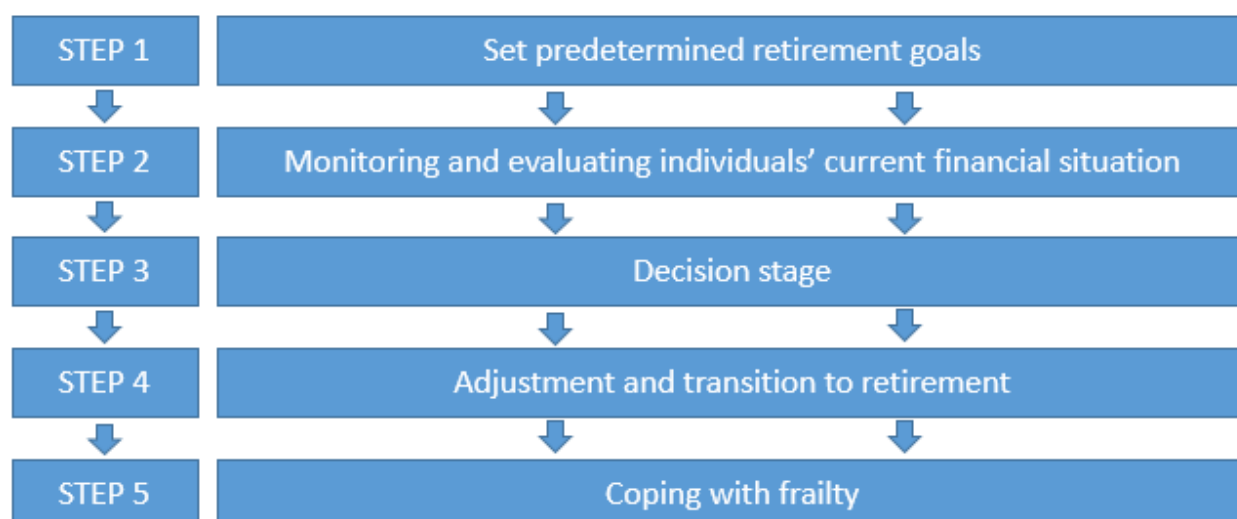 STEP 1
Set predetermined retirement goals
STEP 2
Monitoring and evaluating individuals' current financial situation
STEP 3
Decision stage
STEP 4
Adjustment and transition to retirement
STEP 5
Coping with frailty